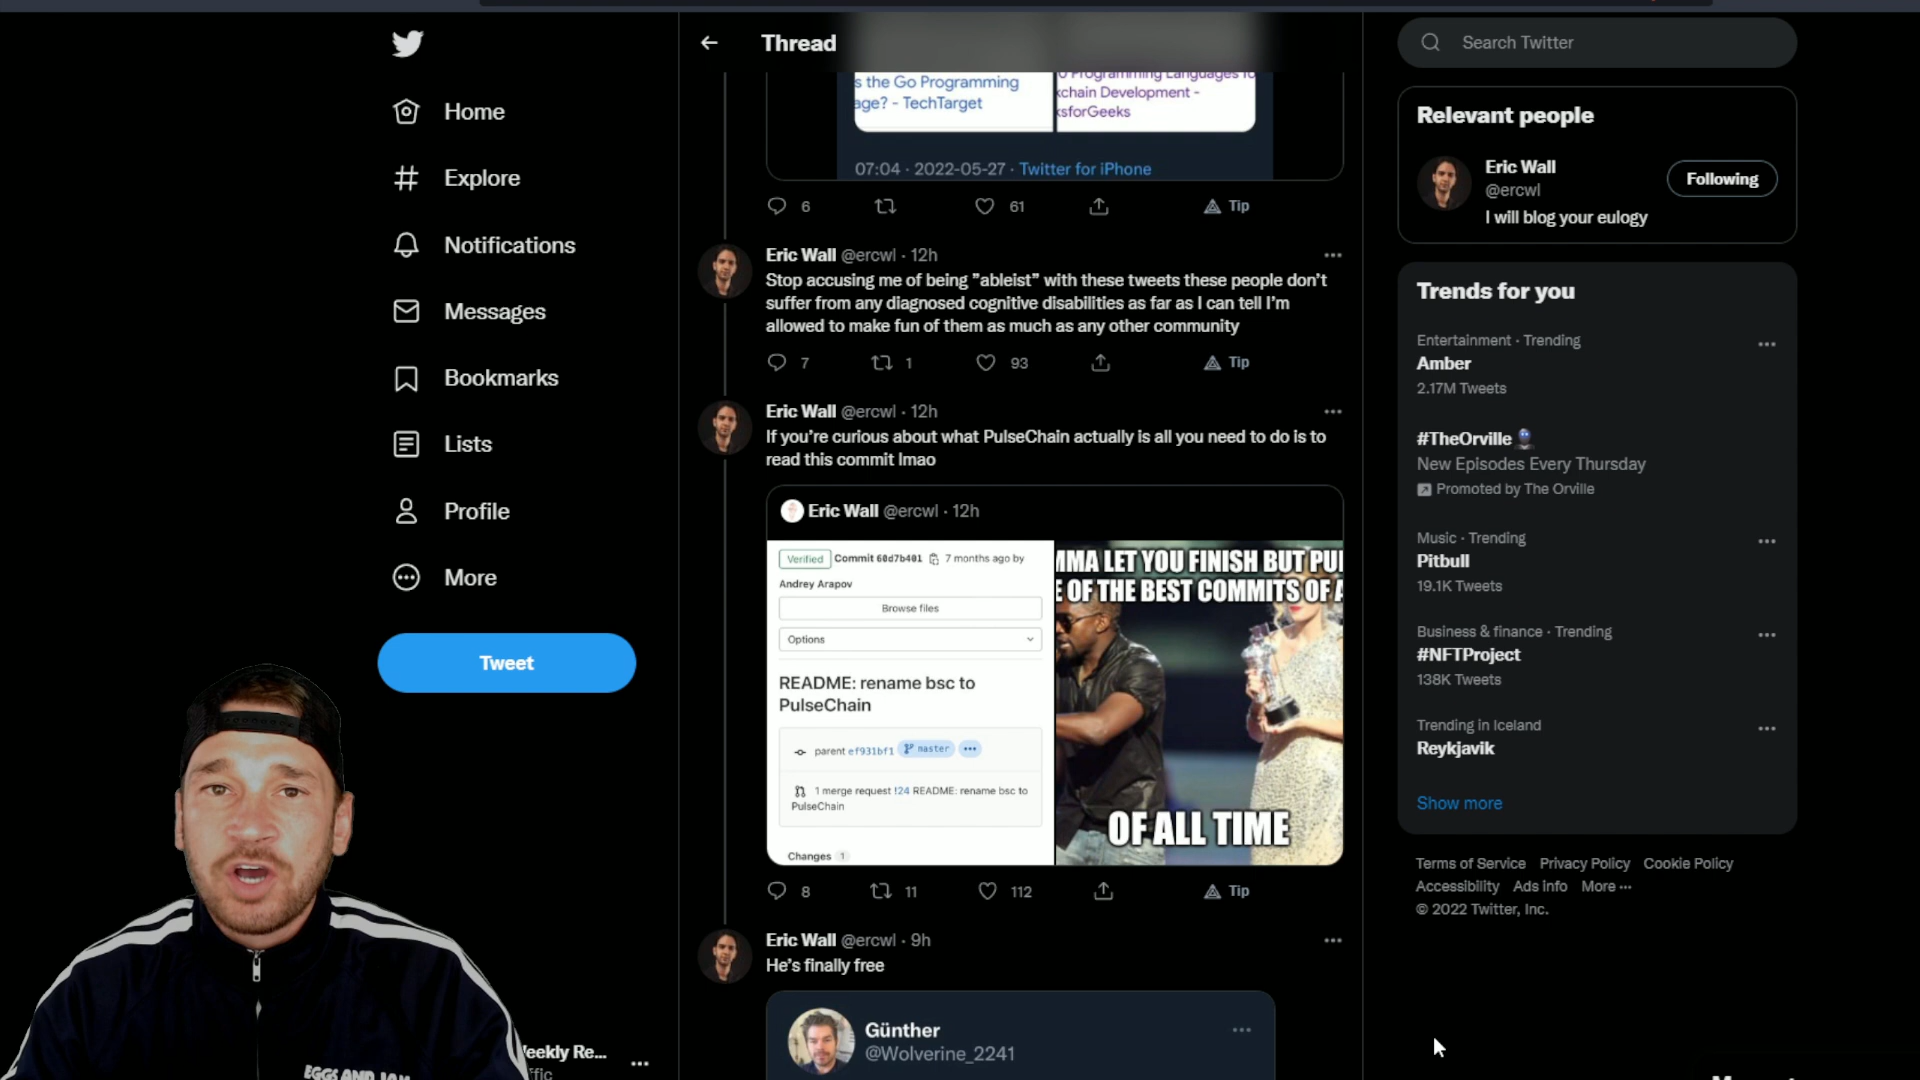 Home
Explore
Notifications
Messages
Bookmarks
Lists
Profile
More
Tweet
eekly Re...
Thread
s the Go Programming
age? - TechTarget
0 Programming Languages fo
kchain Development -
ksforGeeks
07:04 · 2022-05-27 · Twitter for iPhone
6 61 Tip
Eric Wall @ercwl · 12h
Stop accusing me of being "ableist" with these tweets these people don't
suffer from any diagnosed cognitive disabilities as far as I can tell I'm
allowed to make fun of them as much as any other community
7 1 93 Tip
Eric Wall @ercwl · 12h
If you're curious about what PulseChain actually is all you need to do is to
read this commit lmao
Eric Wall @ercwl · 12h
Verified Commit 60d7b401 7 months ago by
Andrey Arapov
Browse files
Options
README: rename bsc to
PulseChain
parent ef931bf1 master
1 merge request !24 README: rename bsc to
PulseChain
Changes 1
MMA LET YOU FINISH BUT PUL
E OF THE BEST COMMITS OF A
OF ALL TIME
8 11 112 Tip
Eric Wall @ercwl · 9h
He's finally free
Günther
@Wolverine_2241
Search Twitter
Relevant people
Eric Wall
@ercwl
Following
I will blog your eulogy
Trends for you
Entertainment · Trending
Amber
2.17M Tweets
#TheOrville
New Episodes Every Thursday
Promoted by The Orville
Music · Trending
Pitbull
19.1K Tweets
Business & finance · Trending
#NFTProject
138K Tweets
Trending in Iceland
Reykjavik
Show more
Terms of Service Privacy Policy Cookie Policy
Accessibility Ads info More ···
© 2022 Twitter, Inc.
EGGS AND